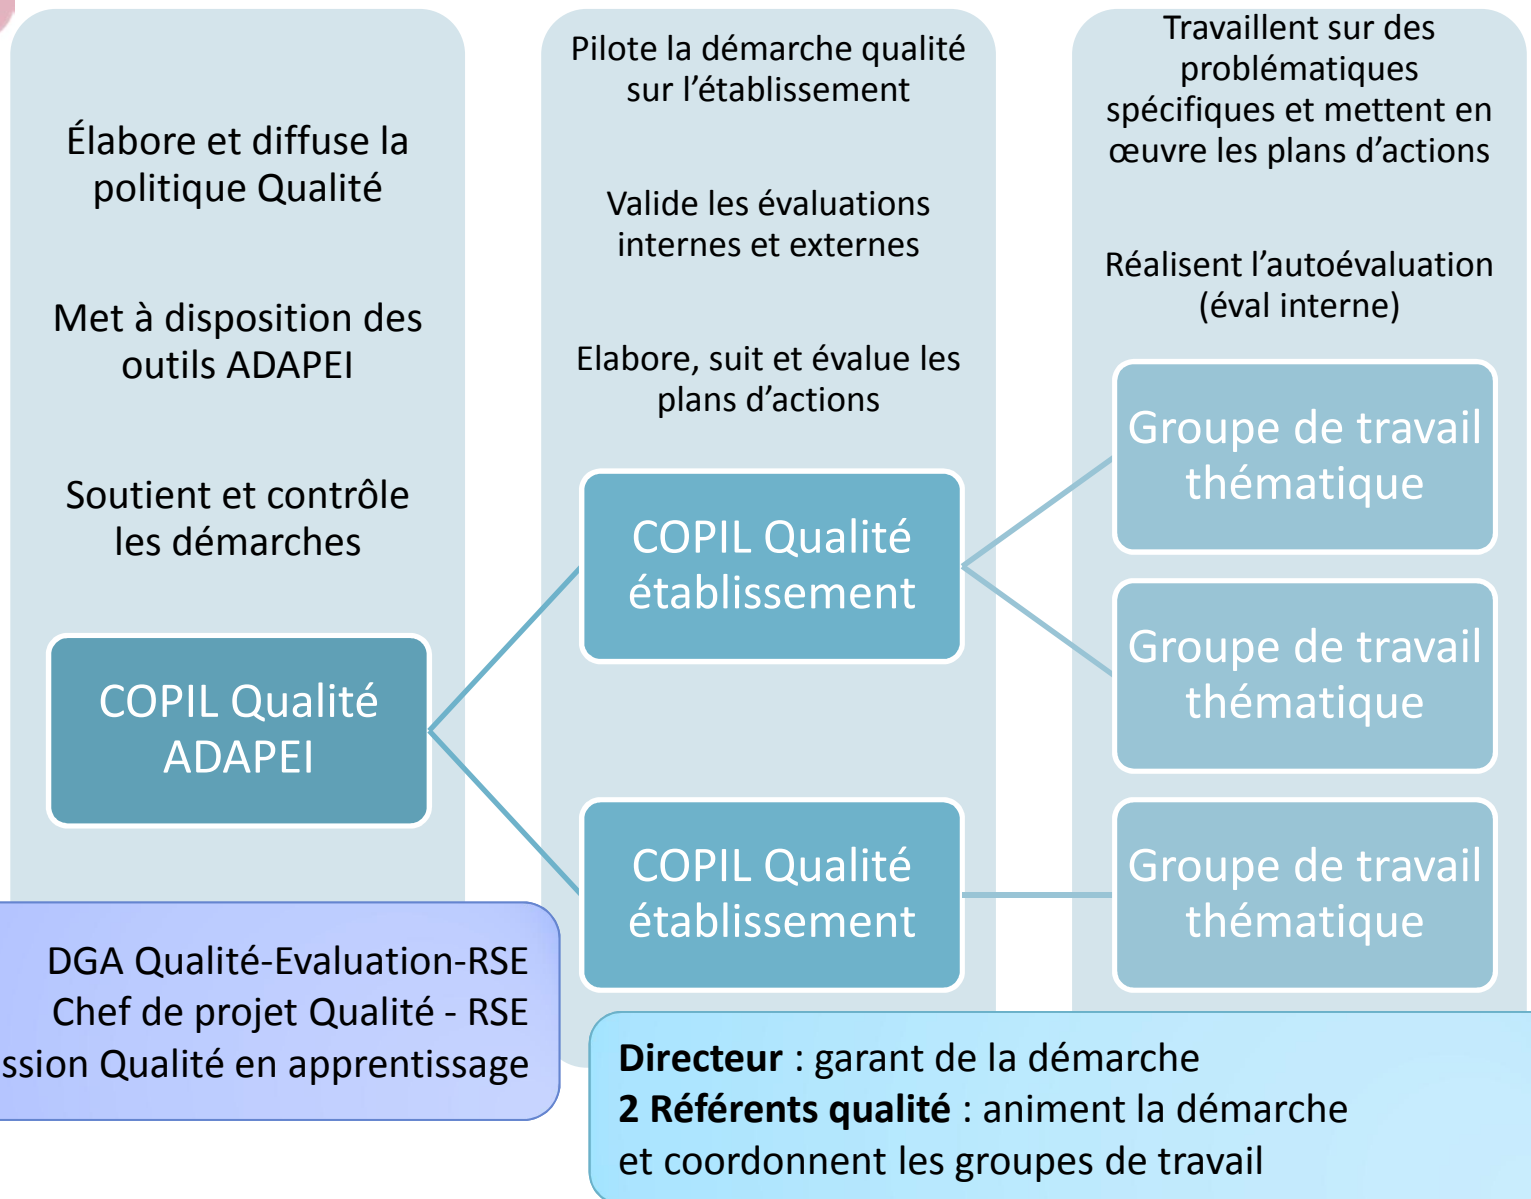 Élabore et diffuse la
politique Qualité
Met à disposition des
outils ADAPEI
Soutient et contrôle
les démarches
COPIL Qualité
ADAPEI
DGA Qualité-Evaluation-RSE
Chef de projet Qualité - RSE
ssion Qualité en apprentissage
Pilote la démarche qualité
sur l’établissement
Valide les évaluations
internes et externes
Elabore, suit et évalue les
plans d’actions
COPIL Qualité
établissement
COPIL Qualité
établissement
Travaillent sur des
problématiques
spécifiques et mettent en
œuvre les plans d’actions
Réalisent l’autoévaluation
(éval interne)
Groupe de travail
thématique
Groupe de travail
thématique
Groupe de travail
thématique
Directeur : garant de la démarche
2 Référents qualité : animent la démarche
et coordonnent les groupes de travail